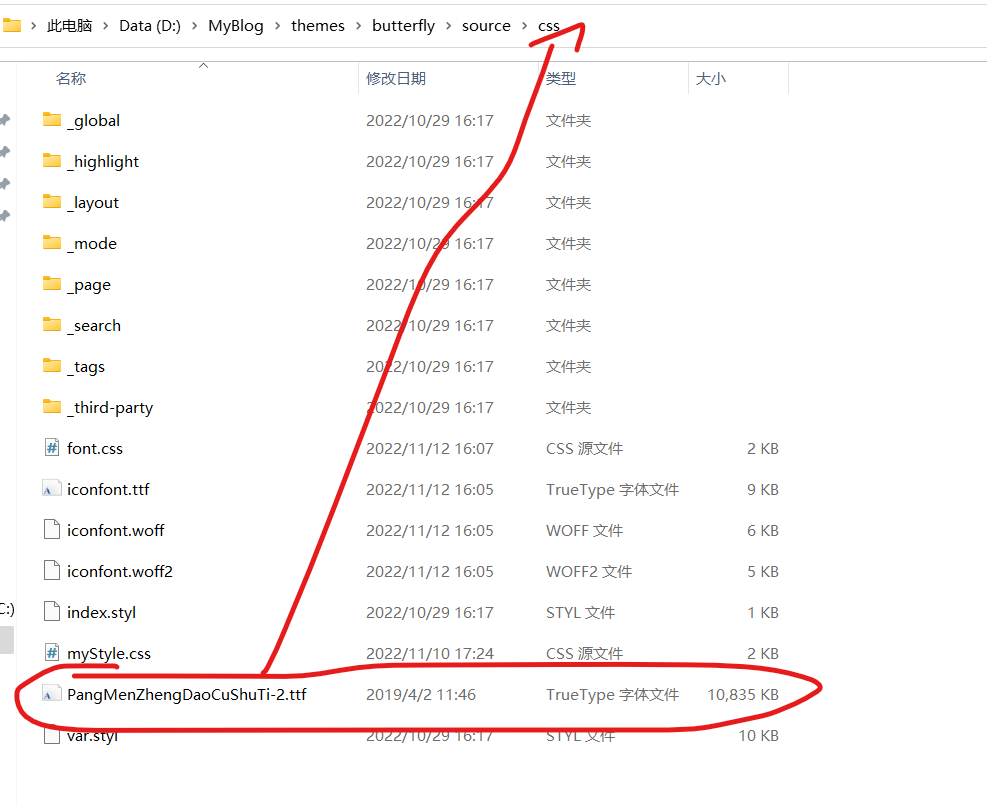 此电脑 > Data (D:) > MyBlog > themes > butterfly > source > css
名称 修改日期 类型 大小
_global 2022/10/29 16:17 文件夹
_highlight 2022/10/29 16:17 文件夹
_layout 2022/10/29 16:17 文件夹
_mode 2022/10/29 16:17 文件夹
_page 2022/10/29 16:17 文件夹
_search 2022/10/29 16:17 文件夹
_tags 2022/10/29 16:17 文件夹
_third-party 2022/10/29 16:17 文件夹
font.css 2022/11/12 16:07 CSS 源文件 2 KB
iconfont.ttf 2022/11/12 16:05 TrueType 字体文件 9 KB
iconfont.woff 2022/11/12 16:05 WOFF 文件 6 KB
iconfont.woff2 2022/11/12 16:05 WOFF2 文件 5 KB
C:)
index.styl 2022/10/29 16:17 STYL 文件 1 KB
myStyle.css 2022/11/10 17:24 CSS 源文件 2 KB
PangMenZhengDaoCuShuTi-2.ttf 2019/4/2 11:46 TrueType 字体文件 10,835 KB
var.styl 2022/10/29 16:17 STYL 文件 10 KB